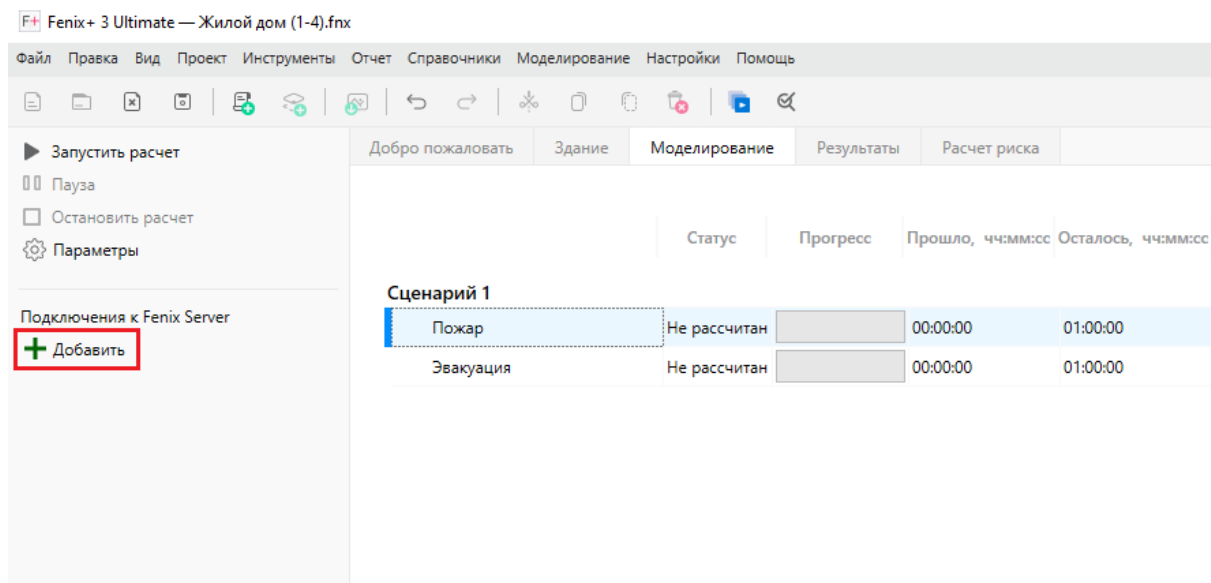 F+ Fenix+ 3 Ultimate — Жилой дом (1-4).fnx
Файл Правка Вид Проект Инструменты Отчет Справочники Моделирование Настройки Помощь
Запустить расчет
Пауза
Остановить расчет
Параметры
Подключения к Fenix Server
Добавить
Добро пожаловать Здание Моделирование Результаты Расчет риска
Статус Прогресс Прошло, чч:мм:сс Осталось, чч:мм:сс
Сценарий 1
Пожар Не рассчитан 00:00:00 01:00:00
Эвакуация Не рассчитан 00:00:00 01:00:00